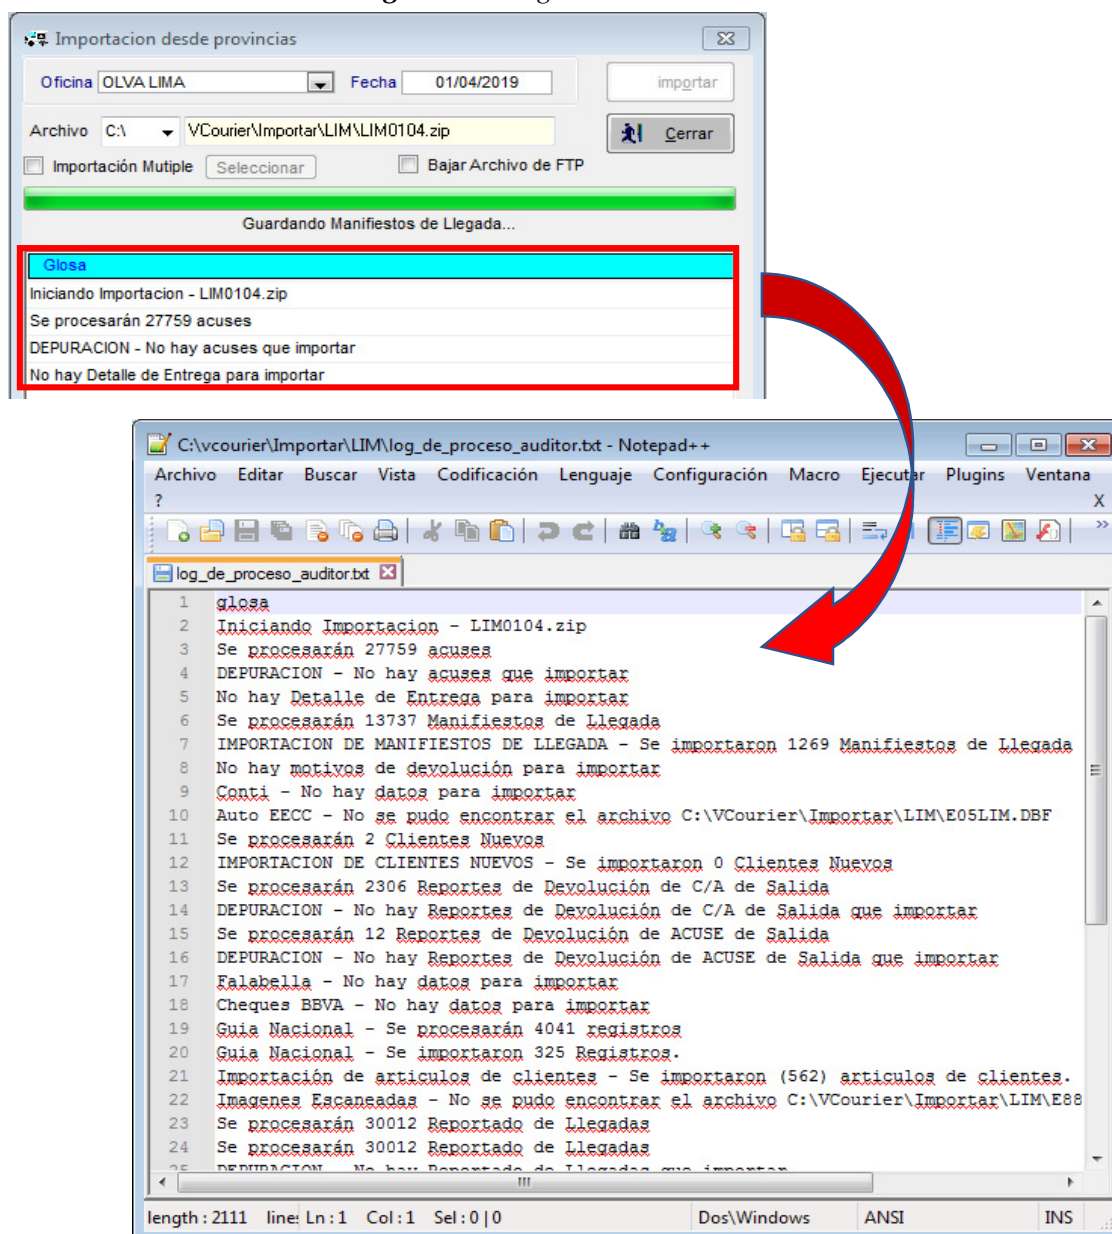 Importacion desde provincias
Oficina OLVA LIMA Fecha 01/04/2019 importar
Archivo C:\ VCourier\Importar\LIM\LIM0104.zip Cerrar
Importación Mutiple Seleccionar Bajar Archivo de FTP
Guardando Manifiestos de Llegada...
Glosa
Iniciando Importacion - LIM0104.zip
Se procesarán 27759 acuses
DEPURACION - No hay acuses que importar
No hay Detalle de Entrega para importar
C:\vcourier\Importar\LIM\log_de_proceso_auditor.txt - Notepad++
Archivo Editar Buscar Vista Codificación Lenguaje Configuración Macro Ejecutar Plugins Ventana
? X
log_de_proceso_auditor.txt
1 glosa
2 Iniciando Importacion - LIM0104.zip
3 Se procesarán 27759 acuses
4 DEPURACION - No hay acuses que importar
5 No hay Detalle de Entrega para importar
6 Se procesarán 13737 Manifiestos de Llegada
7 IMPORTACION DE MANIFIESTOS DE LLEGADA - Se importaron 1269 Manifiestos de Llegada
8 No hay motivos de devolución para importar
9 Conti - No hay datos para importar
10 Auto EECC - No se pudo encontrar el archivo C:\VCourier\Importar\LIM\E05LIM.DBF
11 Se procesarán 2 Clientes Nuevos
12 IMPORTACION DE CLIENTES NUEVOS - Se importaron 0 Clientes Nuevos
13 Se procesarán 2306 Reportes de Devolución de C/A de Salida
14 DEPURACION - No hay Reportes de Devolución de C/A de Salida que importar
15 Se procesarán 12 Reportes de Devolución de ACUSE de Salida
16 DEPURACION - No hay Reportes de Devolución de ACUSE de Salida que importar
17 Falabella - No hay datos para importar
18 Cheques BBVA - No hay datos para importar
19 Guia Nacional - Se procesarán 4041 registros
20 Guia Nacional - Se importaron 325 Registros.
21 Importación de articulos de clientes - Se importaron (562) articulos de clientes.
22 Imagenes Escaneadas - No se pudo encontrar el archivo C:\VCourier\Importar\LIM\E88
23 Se procesarán 30012 Reportado de Llegadas
24 Se procesarán 30012 Reportado de Llegadas
25 DEPURACION - No hay Reportado de Llegadas que importar
length : 2111 lines Ln : 1 Col : 1 Sel : 0 | 0 Dos\Windows ANSI INS